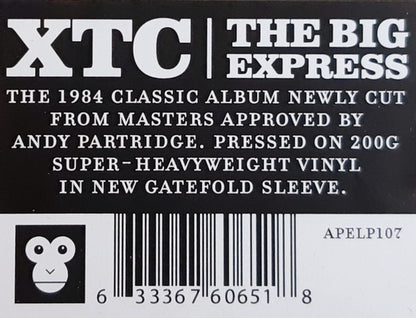 XTC | THE BIG EXPRESS
THE 1984 CLASSIC ALBUM NEWLY CUT
FROM MASTERS APPROVED BY
ANDY PARTRIDGE. PRESSED ON 200G
SUPER-HEAVYWEIGHT VINYL
IN NEW GATEFOLD SLEEVE.
APELP107
6 33367 60651 8